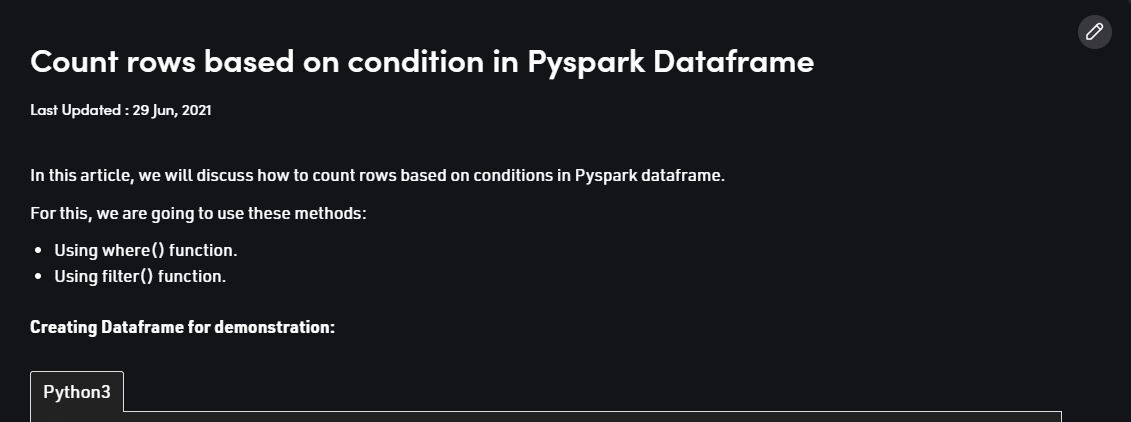 Count rows based on condition in Pyspark Dataframe
Last Updated : 29 Jun, 2021
In this article, we will discuss how to count rows based on conditions in Pyspark dataframe.
For this, we are going to use these methods:
• Using where() function.
• Using filter() function.
Creating Dataframe for demonstration:
Python3